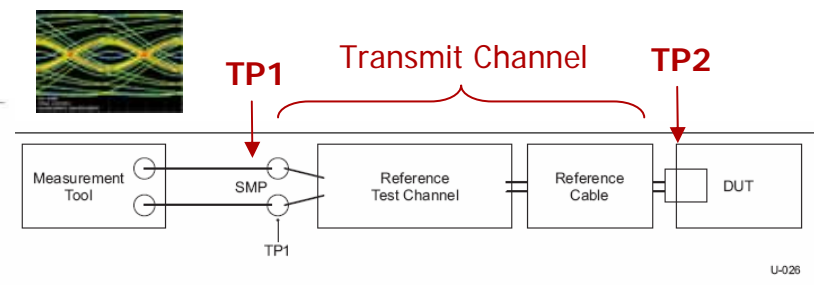 TP1
Transmit Channel
TP2
Measurement
Tool
SMP
TP1
Reference
Test Channel
Reference
Cable
DUT
U-026